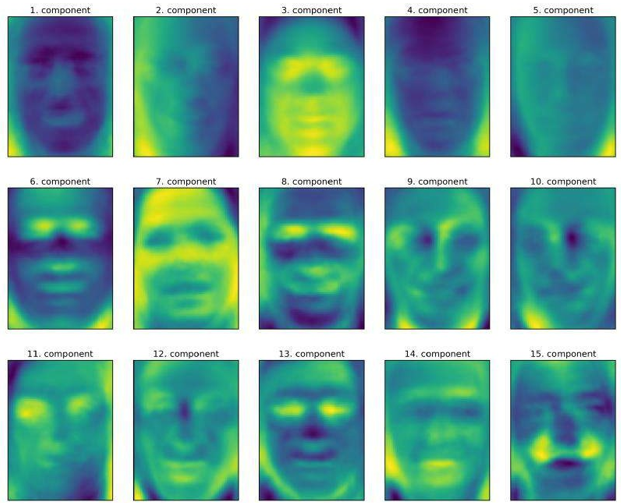 1. component 2. component 3. component 4. component 5. component
6. component 7. component 8. component 9. component 10. component
11. component 12. component 13. component 14. component 15. component